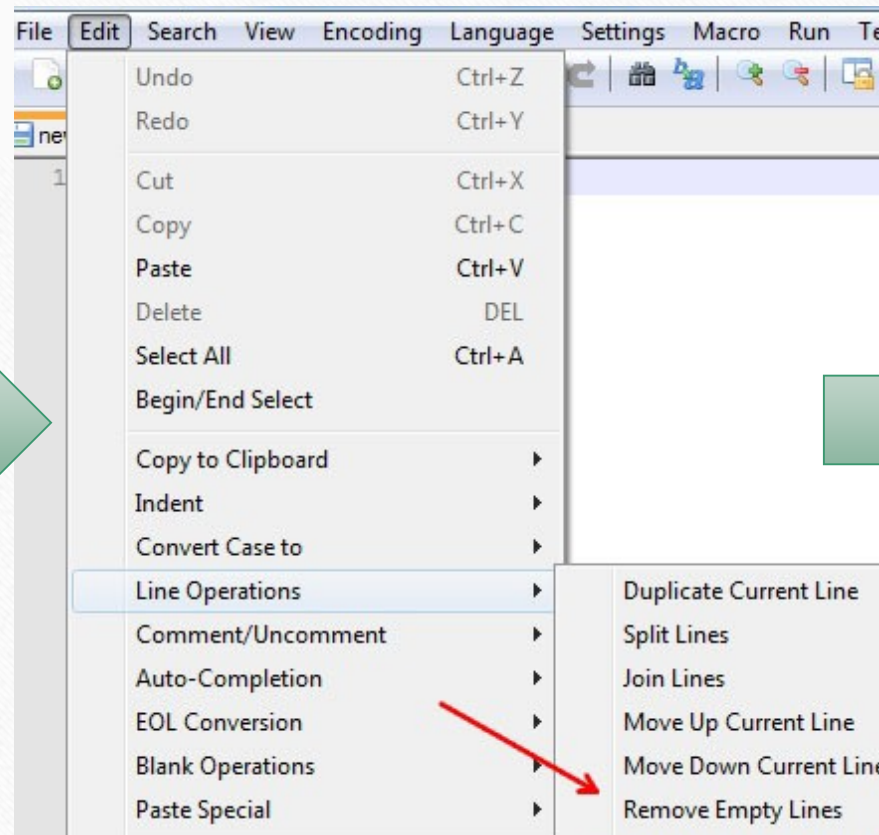 File Edit Search View Encoding Language Settings Macro Run Te
ne
1
Undo Ctrl+Z
Redo Ctrl+Y
Cut Ctrl+X
Copy Ctrl+C
Paste Ctrl+V
Delete DEL
Select All Ctrl+A
Begin/End Select
Copy to Clipboard
Indent
Convert Case to
Line Operations
Duplicate Current Line
Comment/Uncomment
Split Lines
Auto-Completion
Join Lines
EOL Conversion
Move Up Current Line
Blank Operations
Move Down Current Line
Paste Special
Remove Empty Lines